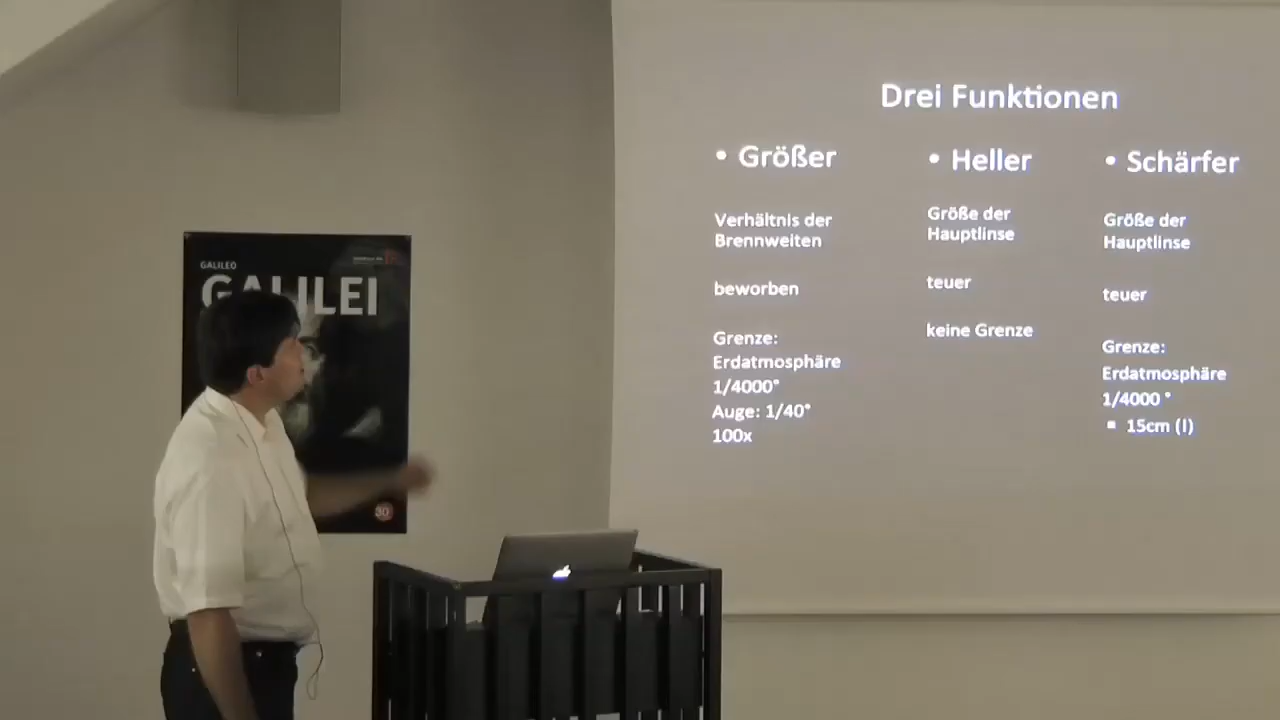 Drei Funktionen
• Größer
Verhältnis der
Brennweiten
beworben
Grenze:
Erdatmosphäre
1/4000°
Auge: 1/40°
100x
• Heller
Größe der
Hauptlinse
teuer
keine Grenze
• Schärfer
Größe der
Hauptlinse
teuer
Grenze:
Erdatmosphäre
1/4000 °
▪ 15cm (!)
GALILEO
GALILEI
30